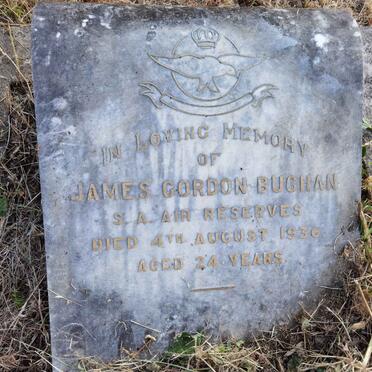 IN LOVING MEMORY
OF
JAMES GORDON BUCHAN
S.A. AIR RESERVES
DIED 4TH AUGUST 1936
AGED 24 YEARS